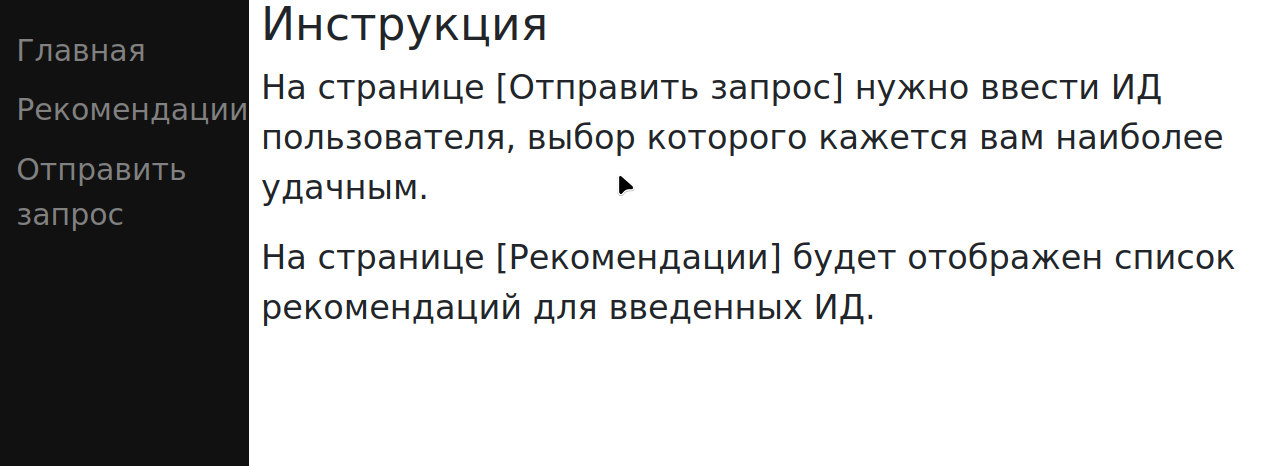 Главная
Рекомендации
Отправить
запрос
Инструкция
На странице [Отправить запрос] нужно ввести ИД
пользователя, выбор которого кажется вам наиболее
удачным.
На странице [Рекомендации] будет отображен список
рекомендаций для введенных ИД.